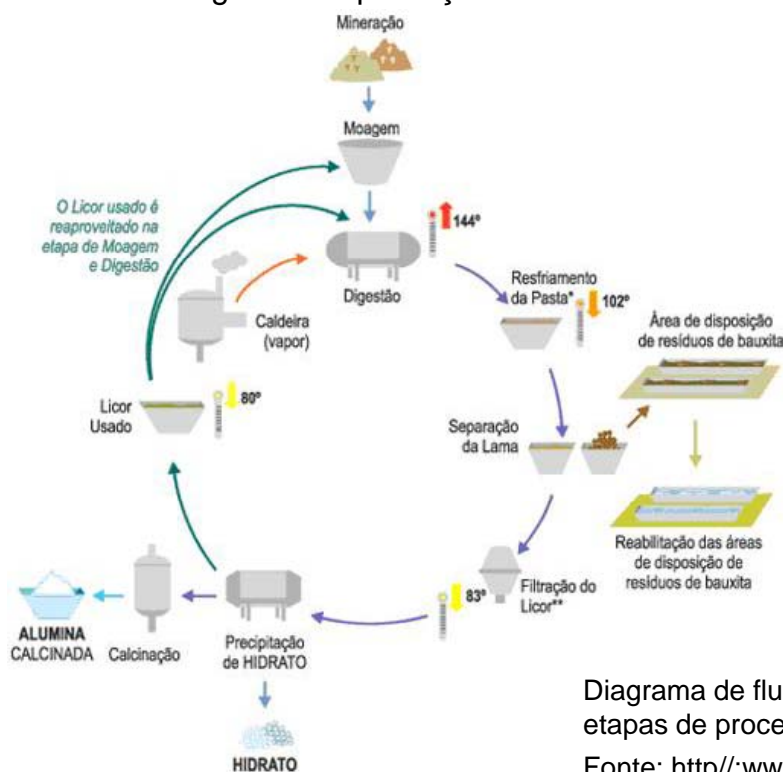 Mineração
Moagem
O Licor usado é
reaproveitado na
etapa de Moagem
e Digestão
144º
Digestão
Caldeira
(vapor)
Resfriamento
da Pasta*
102º
Área de disposição
de resíduos de bauxita
Licor
Usado
80º
Separação
da Lama
Reabilitação das áreas
de disposição de
resíduos de bauxita
Filtração do
Licor**
83º
Precipitação
de HIDRATO
Calcinação
ALUMINA
CALCINADA
HIDRATO
Diagrama de flu
etapas de proce
Fonte: http//:ww